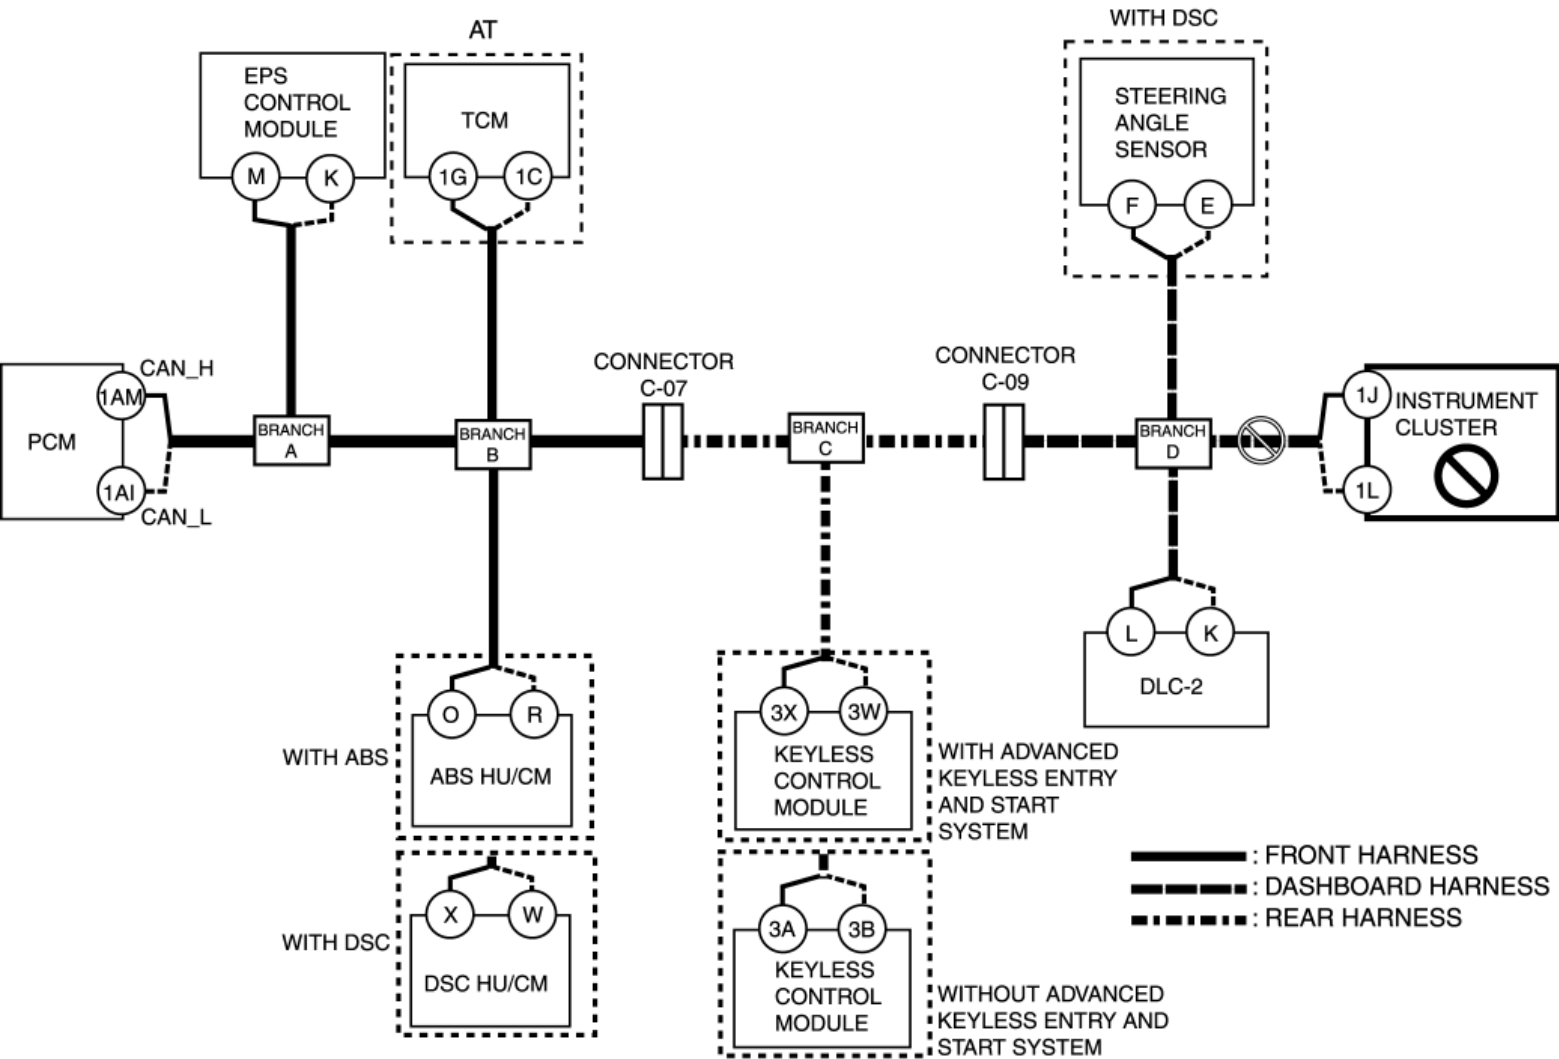 WITH DSC
AT
EPS
CONTROL
MODULE
M
K
TCM
1G
1C
STEERING
ANGLE
SENSOR
F
E
CONNECTOR
C-07
CONNECTOR
C-09
PCM
1AM
CAN_H
1AI
CAN_L
BRANCH
A
BRANCH
B
BRANCH
C
BRANCH
D
1J
INSTRUMENT
CLUSTER
1L
L
K
DLC-2
WITH ABS
O
R
ABS HU/CM
3X
3W
KEYLESS
CONTROL
MODULE
WITH ADVANCED
KEYLESS ENTRY
AND START
SYSTEM
WITH DSC
X
W
DSC HU/CM
3A
3B
KEYLESS
CONTROL
MODULE
WITHOUT ADVANCED
KEYLESS ENTRY AND
START SYSTEM
: FRONT HARNESS
: DASHBOARD HARNESS
: REAR HARNESS